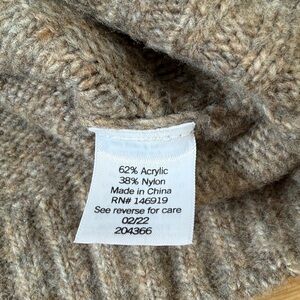 62% Acrylic
38% Nylon
Made in China
RN# 146919
See reverse for care
02/22
204366